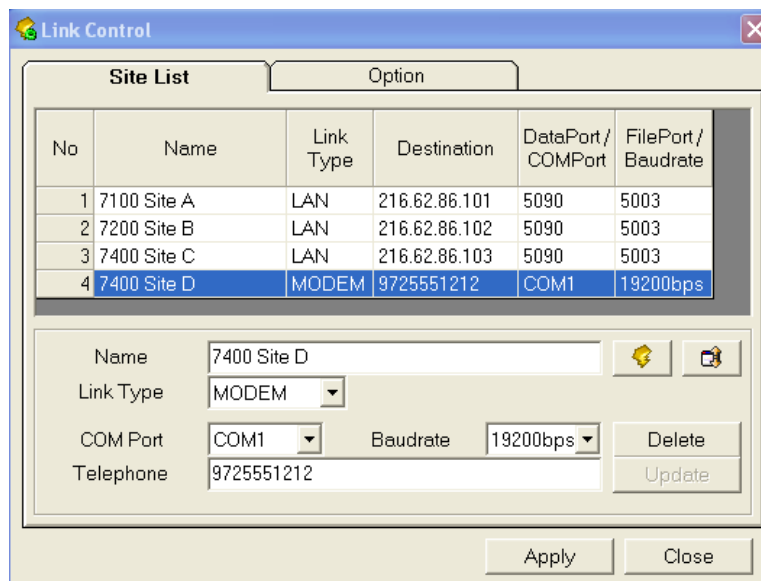 Link Control
Site List Option
No Name Link Type Destination DataPort/ COMPort FilePort/ Baudrate
1 7100 Site A LAN 216.62.86.101 5090 5003
2 7200 Site B LAN 216.62.86.102 5090 5003
3 7400 Site C LAN 216.62.86.103 5090 5003
4 7400 Site D MODEM 9725551212 COM1 19200bps
Name 7400 Site D
Link Type MODEM
COM Port COM1 Baudrate 19200bps Delete
Telephone 9725551212 Update
Apply Close